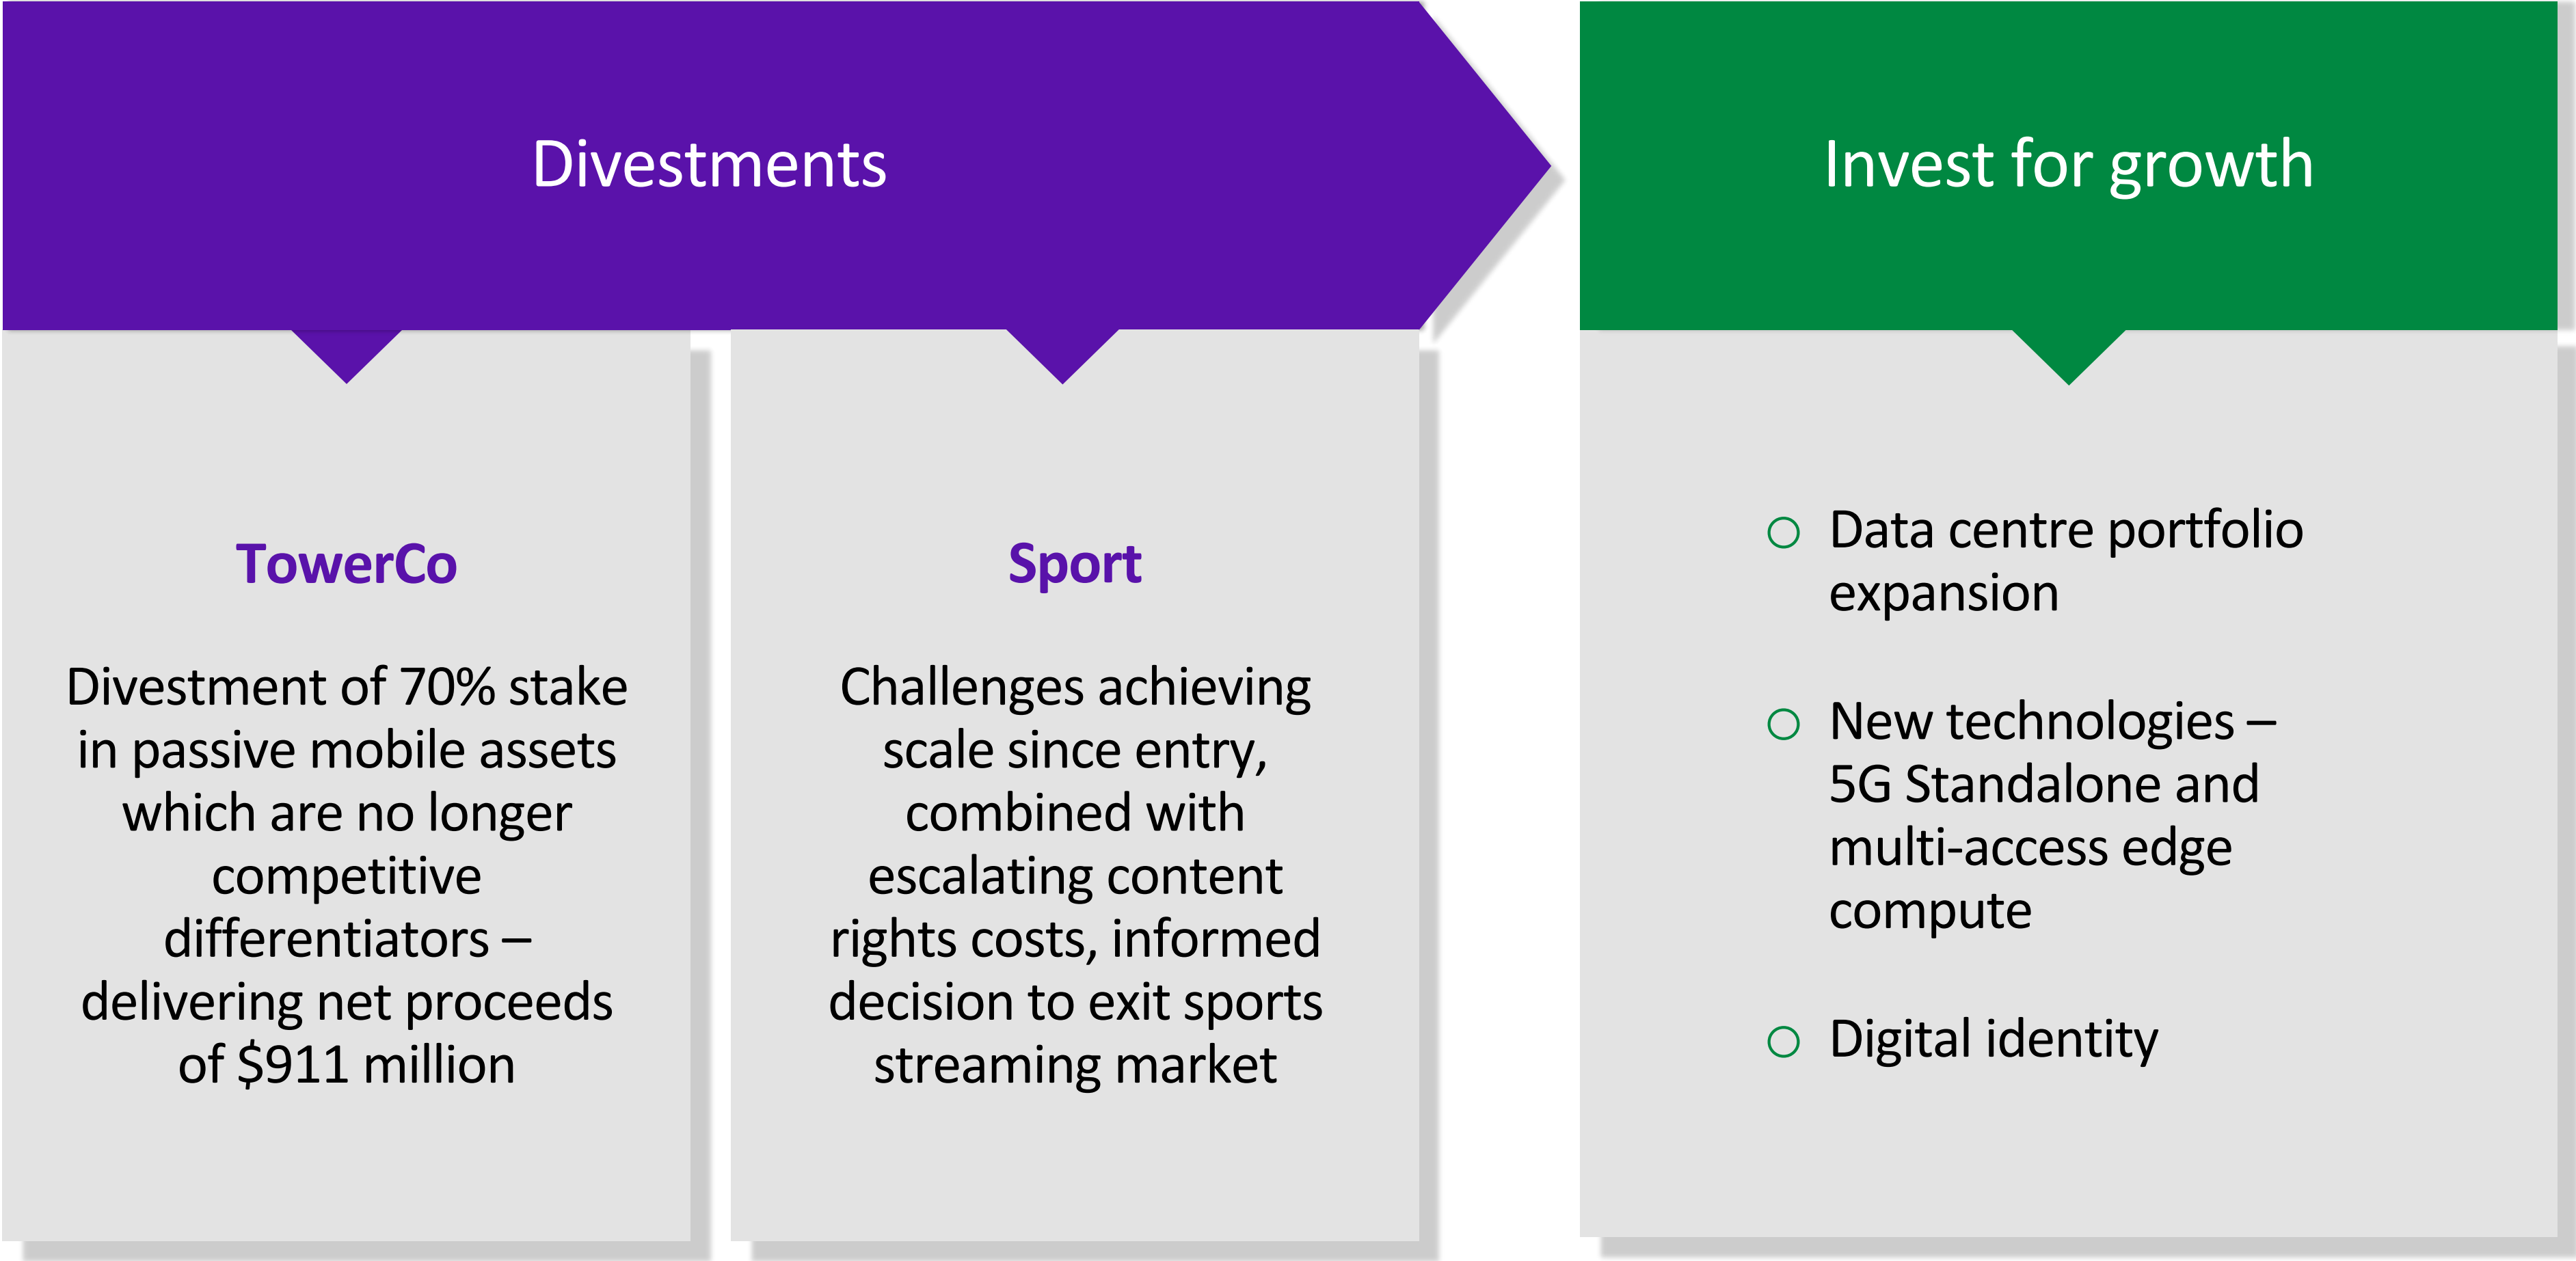 Divestments
TowerCo
Divestment of 70% stake
in passive mobile assets
which are no longer
competitive
differentiators –
delivering net proceeds
of $911 million
Sport
Challenges achieving
scale since entry,
combined with
escalating content
rights costs, informed
decision to exit sports
streaming market
Invest for growth
Data centre portfolio
expansion
New technologies –
5G Standalone and
multi-access edge
compute
Digital identity